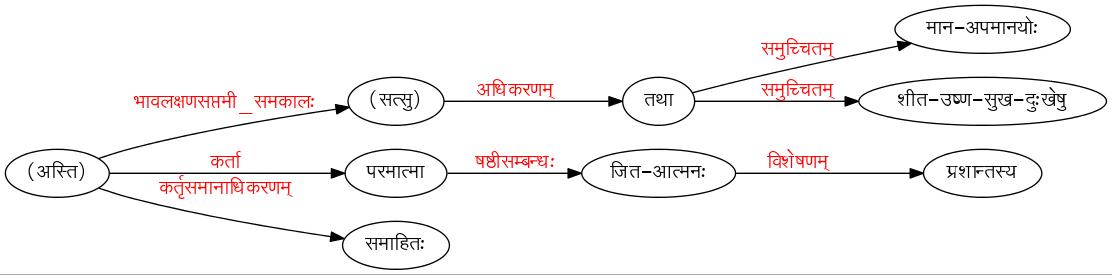 मान-अपमानयोः
समुच्चितम्
भावलक्षणसप्तमी_समकालः
(सत्सु)
अधिकरणम्
तथा
समुच्चितम्
शीत-उष्ण-सुख-दुःखेषु
(अस्ति)
कर्ता
परमात्मा
षष्ठीसम्बन्धः
जित-आत्मनः
विशेषणम्
प्रशान्तस्य
कर्तृसमानाधिकरणम्
समाहितः